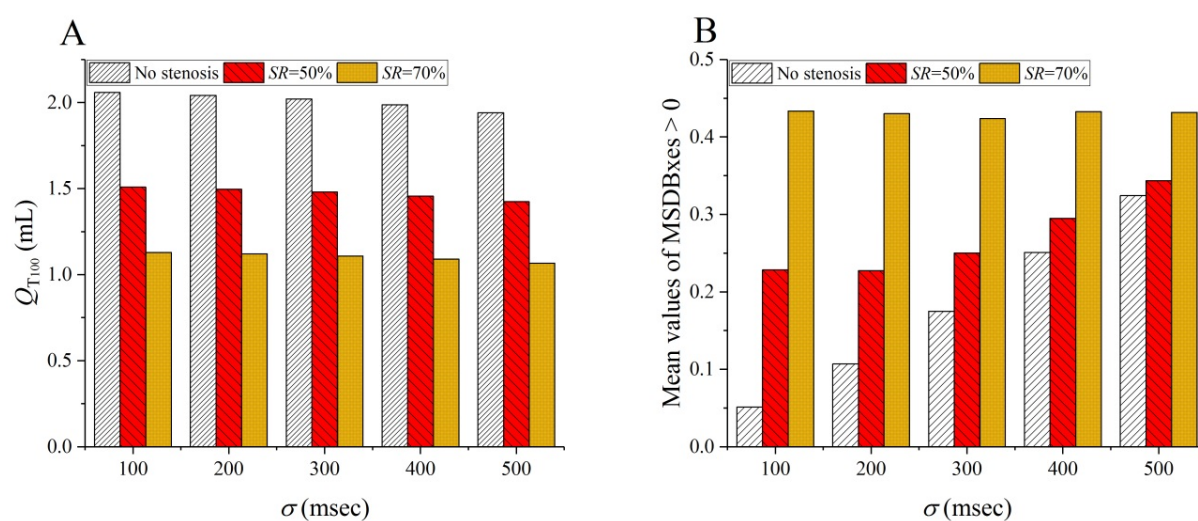 A
No stenosis SR=50% SR=70%
2.0
1.5
1.0
0.5
0.0
Q_T100 (mL)
100 200 300 400 500
σ (msec)
B
No stenosis SR=50% SR=70%
0.5
0.4
0.3
0.2
0.1
0.0
Mean values of MSDBxes > 0
100 200 300 400 500
σ (msec)